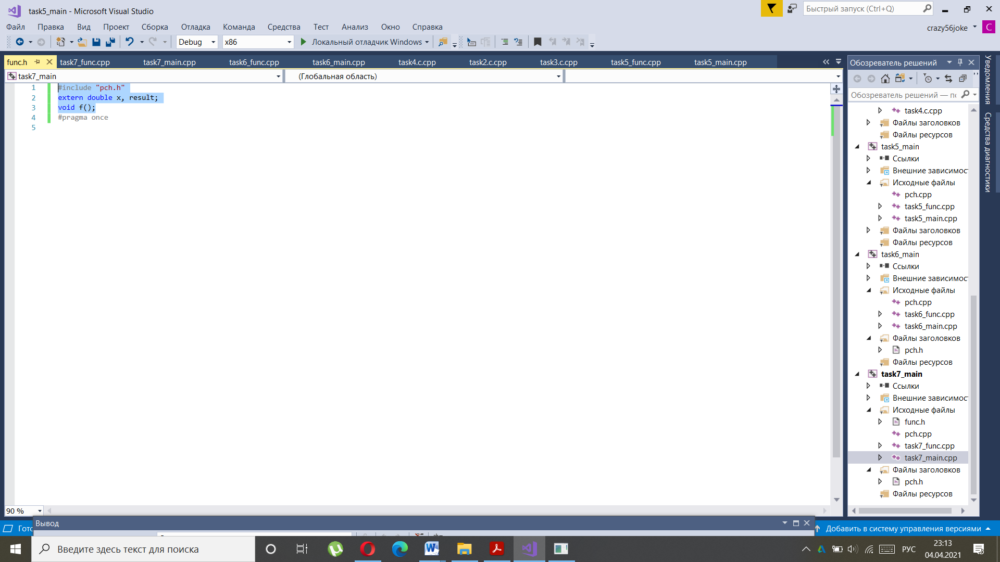 task5_main - Microsoft Visual Studio
Быстрый запуск (Ctrl+Q)
Файл Правка Вид Проект Сборка Отладка Команда Средства Тест Анализ Окно Справка
crazy56joke C
Debug x86 Локальный отладчик Windows
func.h task7_func.cpp task7_main.cpp task6_func.cpp task6_main.cpp task4.c.cpp task2.c.cpp task3.c.cpp task5_func.cpp task5_main.cpp
task7_main (Глобальная область)
1 #include "pch.h"
2 extern double x, result;
3 void f();
4 #pragma once
5
90 %
Обозреватель решений
Обозреватель решений — по
task4.c.cpp
Файлы заголовков
Файлы ресурсов
task5_main
Ссылки
Внешние зависимос
Исходные файлы
pch.cpp
task5_func.cpp
task5_main.cpp
Файлы заголовков
Файлы ресурсов
task6_main
Ссылки
Внешние зависимос
Исходные файлы
pch.cpp
task6_func.cpp
task6_main.cpp
Файлы заголовков
pch.h
Файлы ресурсов
task7_main
Ссылки
Внешние зависимос
Исходные файлы
func.h
pch.cpp
task7_func.cpp
task7_main.cpp
Файлы заголовков
pch.h
Файлы ресурсов
Уведомления
Средства диагностики
Вывод
Гото
Добавить в систему управления версиями
Введите здесь текст для поиска
РУС
23:13
04.04.2021